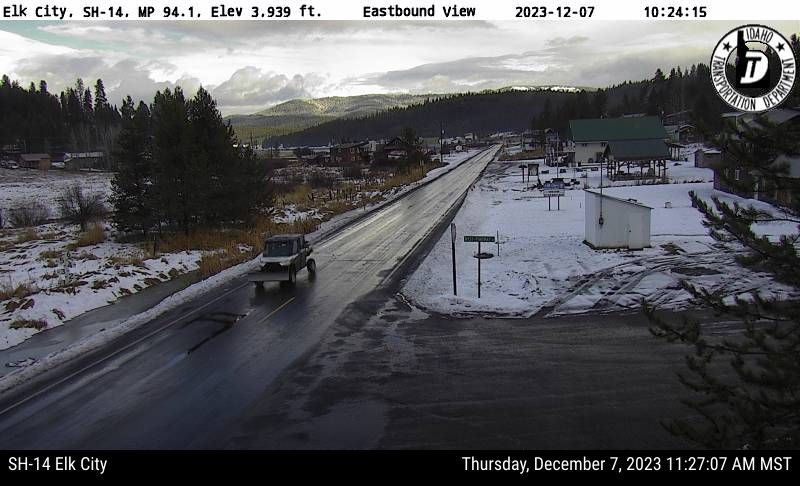 Elk City, SH-14, MP 94.1, Elev 3,939 ft. Eastbound View 2023-12-07 10:24:15
IDAHO
D
TRANSPORTATION DEPARTMENT
SH-14 Elk City Thursday, December 7, 2023 11:27:07 AM MST